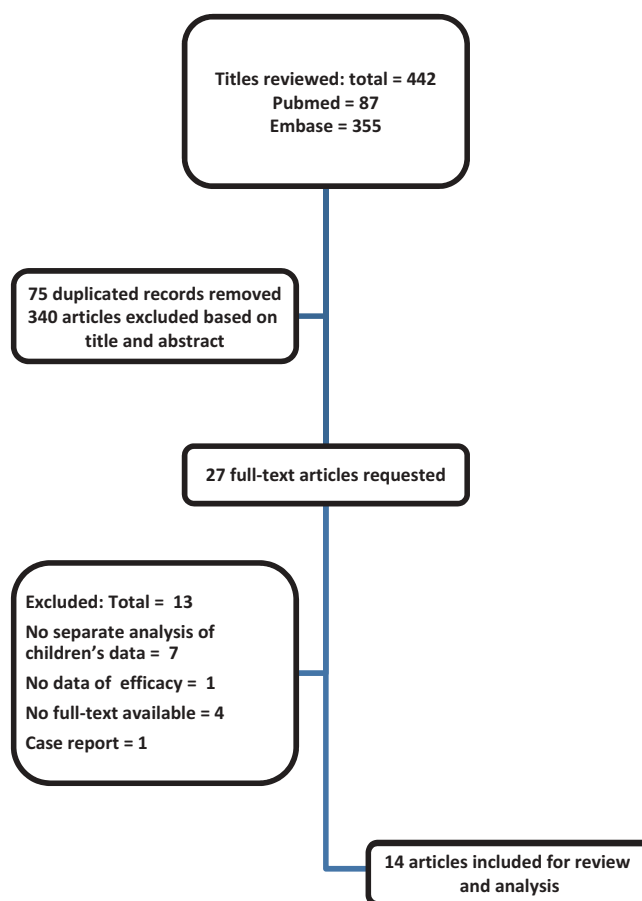 Titles reviewed: total = 442
Pubmed = 87
Embase = 355
75 duplicated records removed
340 articles excluded based on
title and abstract
27 full-text articles requested
Excluded: Total = 13
No separate analysis of
children's data = 7
No data of efficacy = 1
No full-text available = 4
Case report = 1
14 articles included for review
and analysis